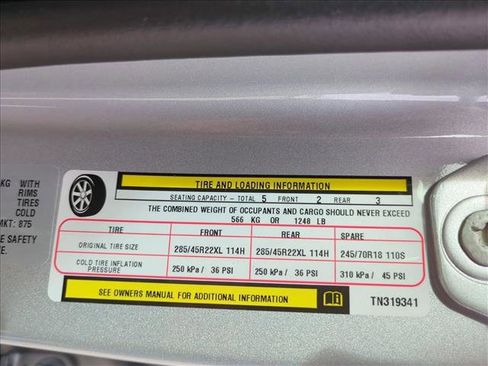 KG WITH
RIMS
TIRES
COLD
MKT: 875
E SAFETY
E.
TIRE AND LOADING INFORMATION
SEATING CAPACITY - TOTAL 5 FRONT 2 REAR 3
THE COMBINED WEIGHT OF OCCUPANTS AND CARGO SHOULD NEVER EXCEED
566 KG OR 1248 LB
TIRE FRONT REAR SPARE
ORIGINAL TIRE SIZE 285/45R22XL 114H 285/45R22XL 114H 245/70R18 110S
COLD TIRE INFLATION PRESSURE 250 kPa / 36 PSI 250 kPa / 36 PSI 310 kPa / 45 PSI
SEE OWNERS MANUAL FOR ADDITIONAL INFORMATION
TN319341